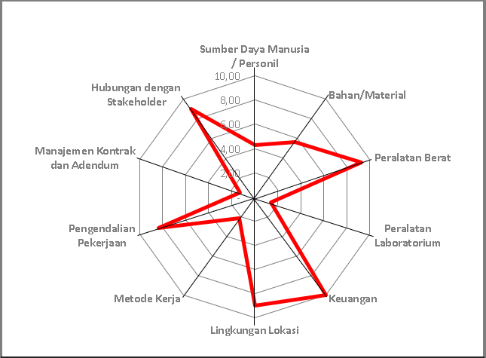 Sumber Daya Manusia
/ Personil
10,00
8,00
6,00
4,00
2,00
-
Bahan/Material
Peralatan Berat
Peralatan
Laboratorium
Keuangan
Lingkungan Lokasi
Metode Kerja
Pengendalian
Pekerjaan
Manajemen Kontrak
dan Adendum
Hubungan dengan
Stakeholder